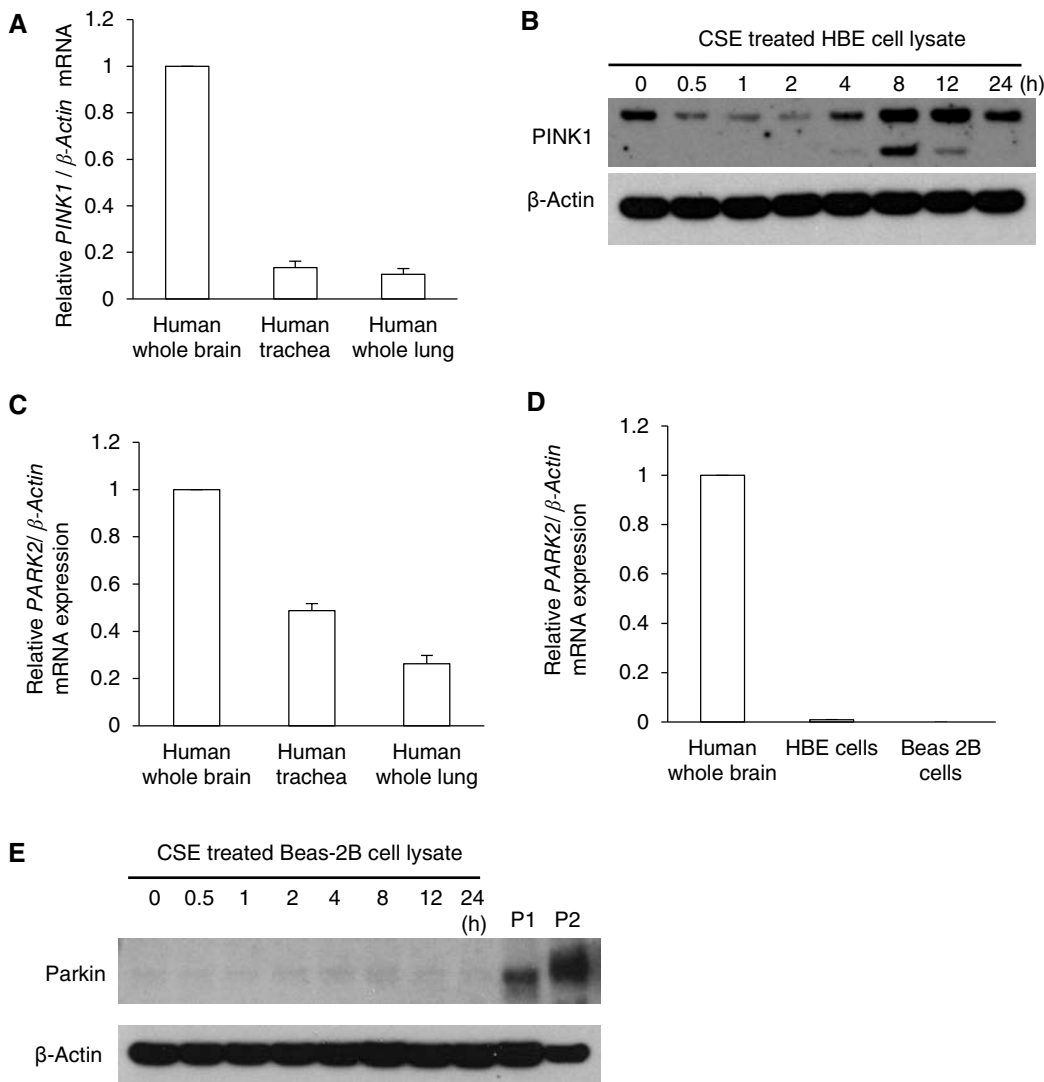 A
Relative PINK1 / β-Actin mRNA
1.2
1
0.8
0.6
0.4
0.2
0
Human
whole brain
Human
trachea
Human
whole lung
B
CSE treated HBE cell lysate
0 0.5 1 2 4 8 12 24 (h)
PINK1
β-Actin
C
Relative PARK2/ β-Actin
mRNA expression
1.2
1
0.8
0.6
0.4
0.2
0
Human
whole brain
Human
trachea
Human
whole lung
D
Relative PARK2/ β-Actin
mRNA expression
1.2
1
0.8
0.6
0.4
0.2
0
Human
whole brain
HBE cells
Beas 2B
cells
E
CSE treated Beas-2B cell lysate
0 0.5 1 2 4 8 12 24
(h)
P1 P2
Parkin
β-Actin